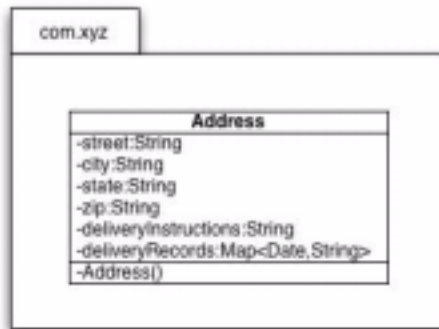 com.xyz
Address
-street:String
-city:String
-state:String
-zip:String
-deliveryInstructions:String
-deliveryRecords:Map<Date,String>
-Address()